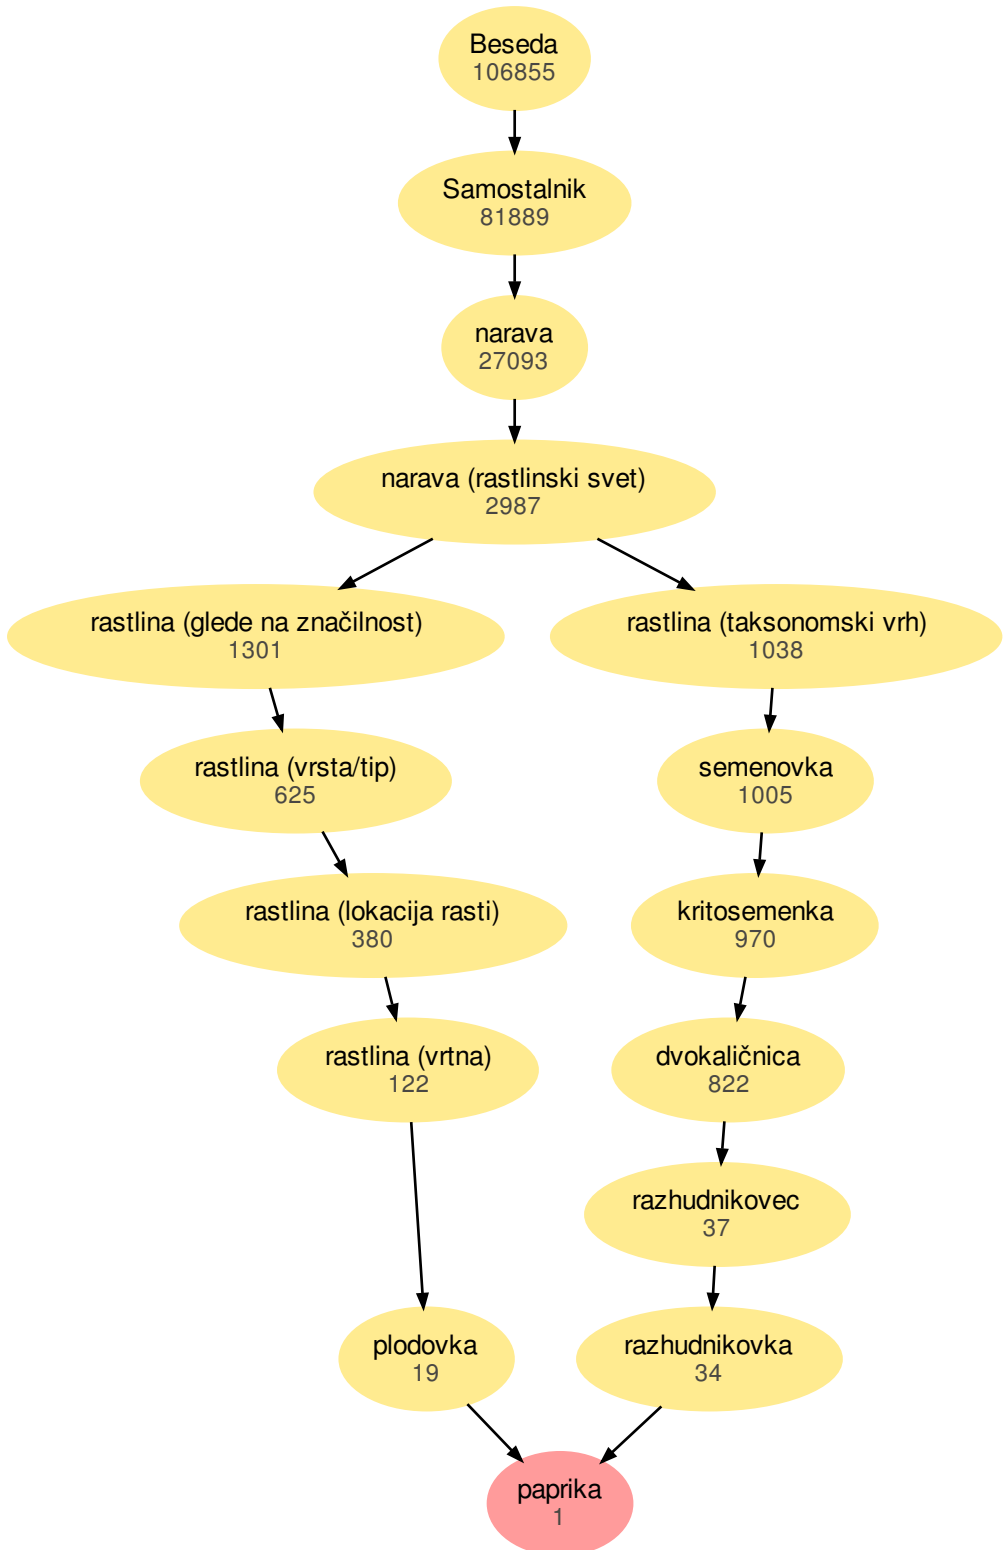 Beseda
106855
Samostalnik
81889
narava
27093
narava (rastlinski svet)
2987
rastlina (glede na značilnost)
1301
rastlina (taksonomski vrh)
1038
rastlina (vrsta/tip)
625
semenovka
1005
rastlina (lokacija rasti)
380
kritosemenka
970
rastlina (vrtna)
122
dvokaličnica
822
razhudnikovec
37
plodovka
19
razhudnikovka
34
paprika
1